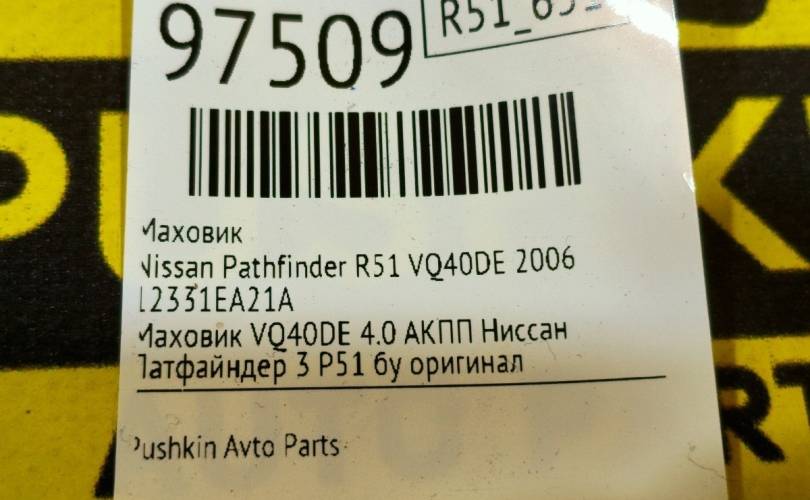 97509
Маховик
Nissan Pathfinder R51 VQ40DE 2006
12331EA21A
Маховик VQ40DE 4.0 АКПП Ниссан
Патфайндер 3 Р51 бу оригинал
Pushkin Avto Parts